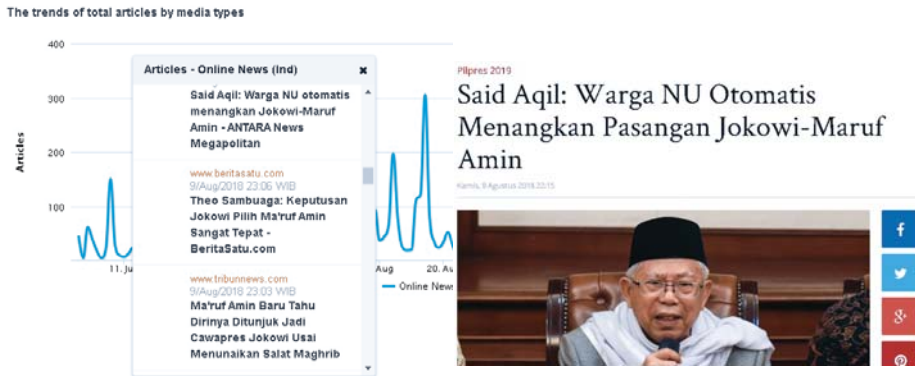 The trends of total articles by media types
400
300
200
100
Articles
11. Ju
Aug
20. Au
Online News
Articles - Online News (Ind)
×
Said Aqil: Warga NU otomatis
menangkan Jokowi-Maruf
Amin - ANTARA News
Megapolitan
www.beritasatu.com
9/Aug/2018 23:06 WIB
Theo Sambuaga: Keputusan
Jokowi Pilih Ma'ruf Amin
Sangat Tepat -
BeritaSatu.com
www.tribunnews.com
9/Aug/2018 23:03 WIB
Ma'ruf Amin Baru Tahu
Dirinya Ditunjuk Jadi
Cawapres Jokowi Usai
Menunaikan Salat Maghrib
Pilpres 2019
Said Aqil: Warga NU Otomatis
Menangkan Pasangan Jokowi-Maruf
Amin
Kamis, 9 Agustus 2018 22:15